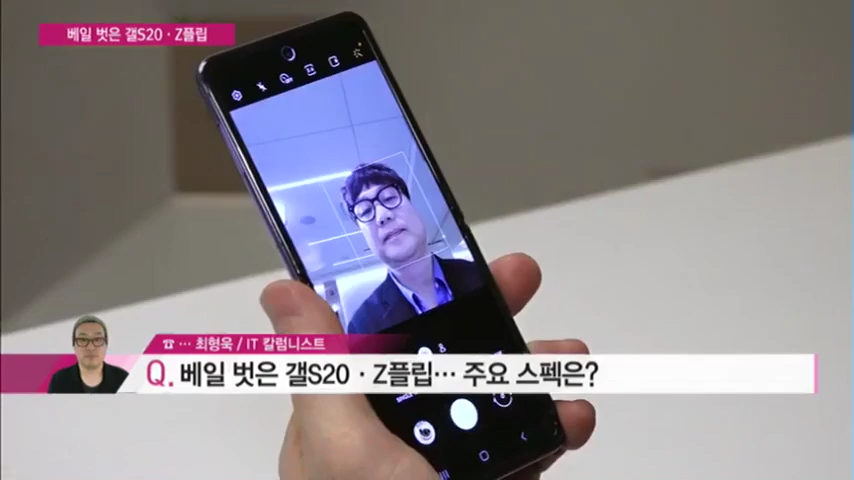 베일 벗은 갤S20 · Z플립
☎… 최형욱 / IT 칼럼니스트
Q. 베일 벗은 갤S20 · Z플립… 주요 스펙은?